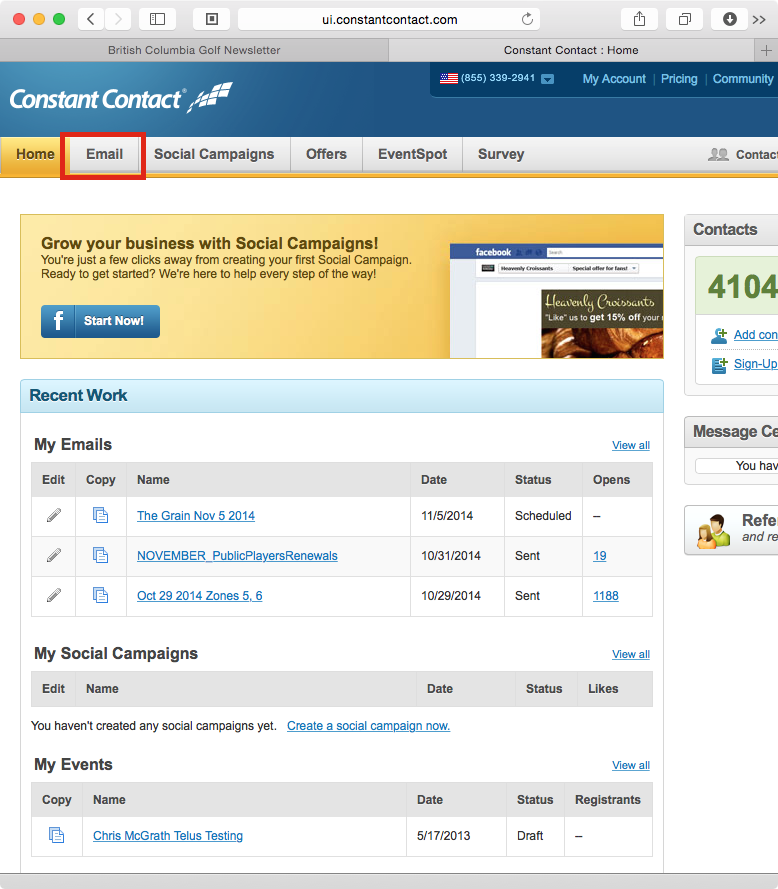 ui.constantcontact.com
British Columbia Golf Newsletter
Constant Contact : Home
(855) 339-2941
My Account | Pricing | Community
Constant Contact®
Home
Email
Social Campaigns
Offers
EventSpot
Survey
Contact
Grow your business with Social Campaigns!
You're just a few clicks away from creating your first Social Campaign.
Ready to get started? We're here to help every step of the way!
f Start Now!
facebook
Search
Heavenly Croissants
Special offer for fans!
Heavenly Croissants
"Like" us to get 15% off your
Contacts
4104
Add con
Sign-Up
Message Ce
You hav
Refe
and re
Recent Work
My Emails
View all
Edit Copy Name Date Status Opens
The Grain Nov 5 2014 11/5/2014 Scheduled –
NOVEMBER_PublicPlayersRenewals 10/31/2014 Sent 19
Oct 29 2014 Zones 5, 6 10/29/2014 Sent 1188
My Social Campaigns
View all
Edit Name Date Status Likes
You haven't created any social campaigns yet. Create a social campaign now.
My Events
View all
Copy Name Date Status Registrants
Chris McGrath Telus Testing 5/17/2013 Draft –